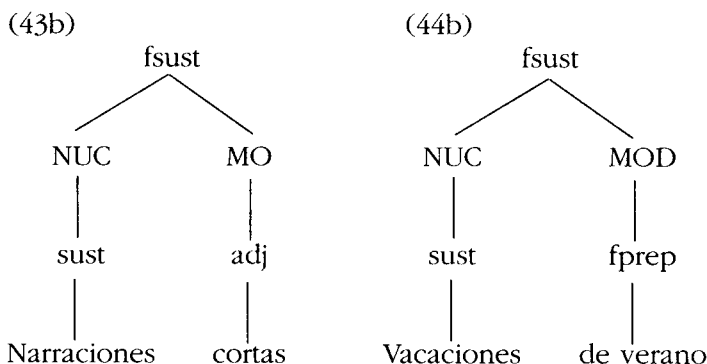 (43b) (44b)
fsust fsust
NUC MO NUC MOD
sust adj sust fprep
Narraciones cortas Vacaciones de verano